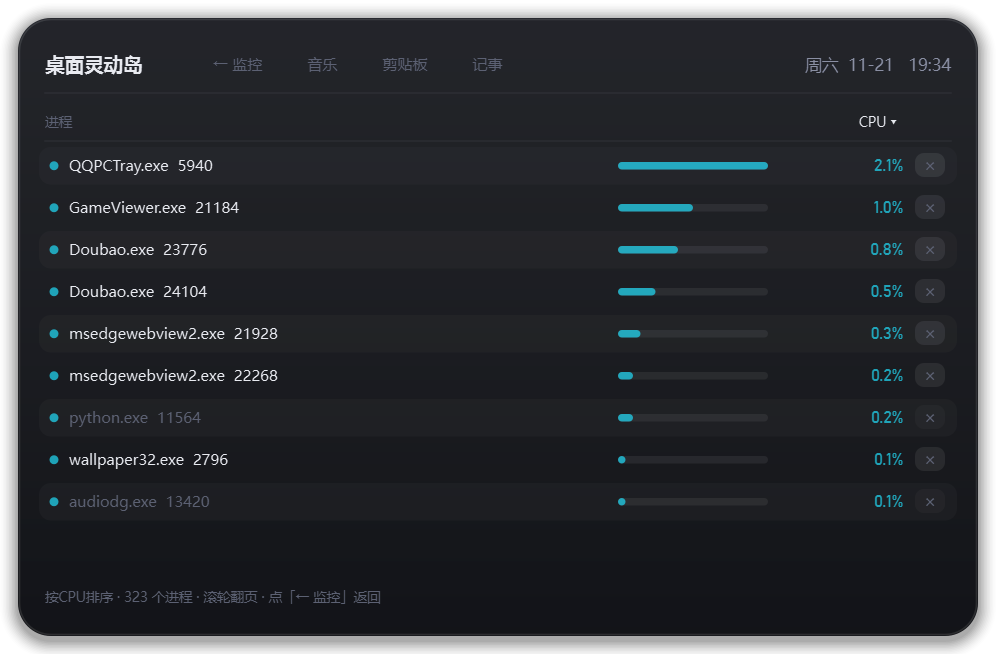 桌面灵动岛 ← 监控 音乐 剪贴板 记事 周六 11-21 19:34
进程 CPU ▾
QQPCTray.exe 5940 2.1% ×
GameViewer.exe 21184 1.0% ×
Doubao.exe 23776 0.8% ×
Doubao.exe 24104 0.5% ×
msedgewebview2.exe 21928 0.3% ×
msedgewebview2.exe 22268 0.2% ×
python.exe 11564 0.2% ×
wallpaper32.exe 2796 0.1% ×
audiodg.exe 13420 0.1% ×
按CPU排序 · 323 个进程 · 滚轮翻页 · 点「← 监控」返回